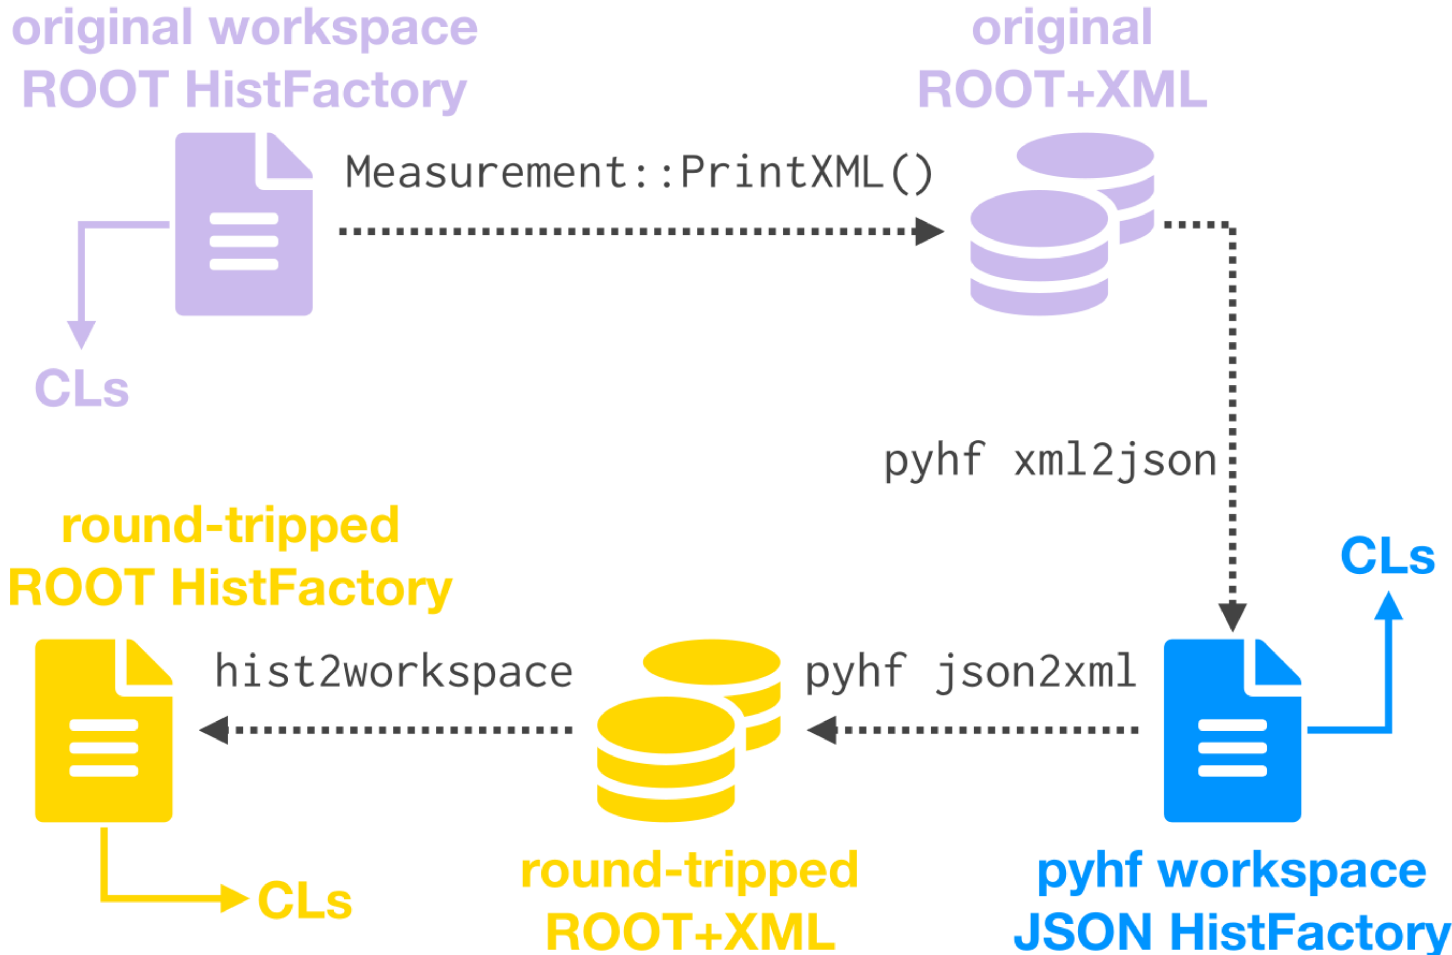 original workspace
ROOT HistFactory
original
ROOT+XML
Measurement::PrintXML()
CLs
pyhf xml2json
round-tripped
ROOT HistFactory
CLs
hist2workspace
pyhf json2xml
round-tripped
ROOT+XML
pyhf workspace
JSON HistFactory
CLs